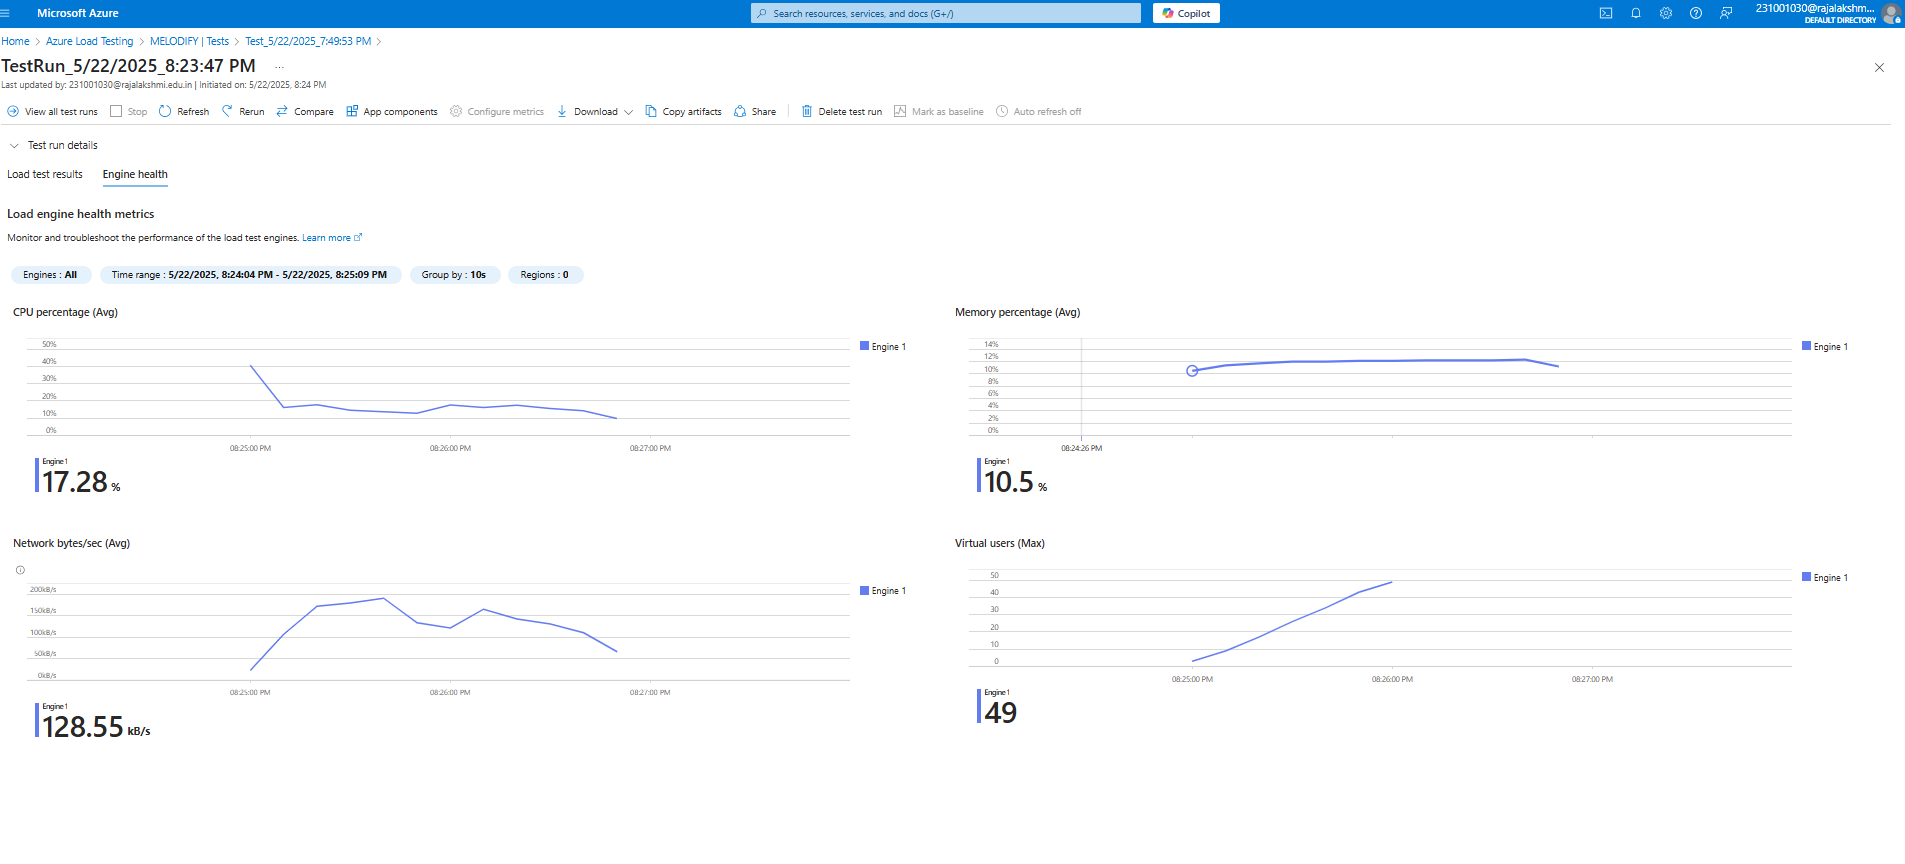 Microsoft Azure
Search resources, services, and docs (G+/)
Copilot
231001030@rajalakshm...
DEFAULT DIRECTORY
Home > Azure Load Testing > MELODIFY | Tests > Test_5/22/2025_7:49:53 PM >
TestRun_5/22/2025_8:23:47 PM ...
Last updated by: 231001030@rajalakshmi.edu.in | Initiated on: 5/22/2025, 8:24 PM
View all test runs Stop Refresh Rerun Compare App components Configure metrics Download Copy artifacts Share Delete test run Mark as baseline Auto refresh off
Test run details
Load test results Engine health
Load engine health metrics
Monitor and troubleshoot the performance of the load test engines. Learn more
Engines : All Time range : 5/22/2025, 8:24:04 PM - 5/22/2025, 8:25:09 PM Group by : 10s Regions : 0
CPU percentage (Avg)
50%
40%
30%
20%
10%
0%
08:25:00 PM 08:26:00 PM 08:27:00 PM
Engine 1
Engine 1
17.28 %
Memory percentage (Avg)
14%
12%
10%
8%
6%
4%
2%
0%
08:24:26 PM
Engine 1
Engine 1
10.5 %
Network bytes/sec (Avg)
200kB/s
150kB/s
100kB/s
50kB/s
0kB/s
08:25:00 PM 08:26:00 PM 08:27:00 PM
Engine 1
Engine 1
128.55 kB/s
Virtual users (Max)
50
40
30
20
10
0
08:25:00 PM 08:26:00 PM 08:27:00 PM
Engine 1
Engine 1
49